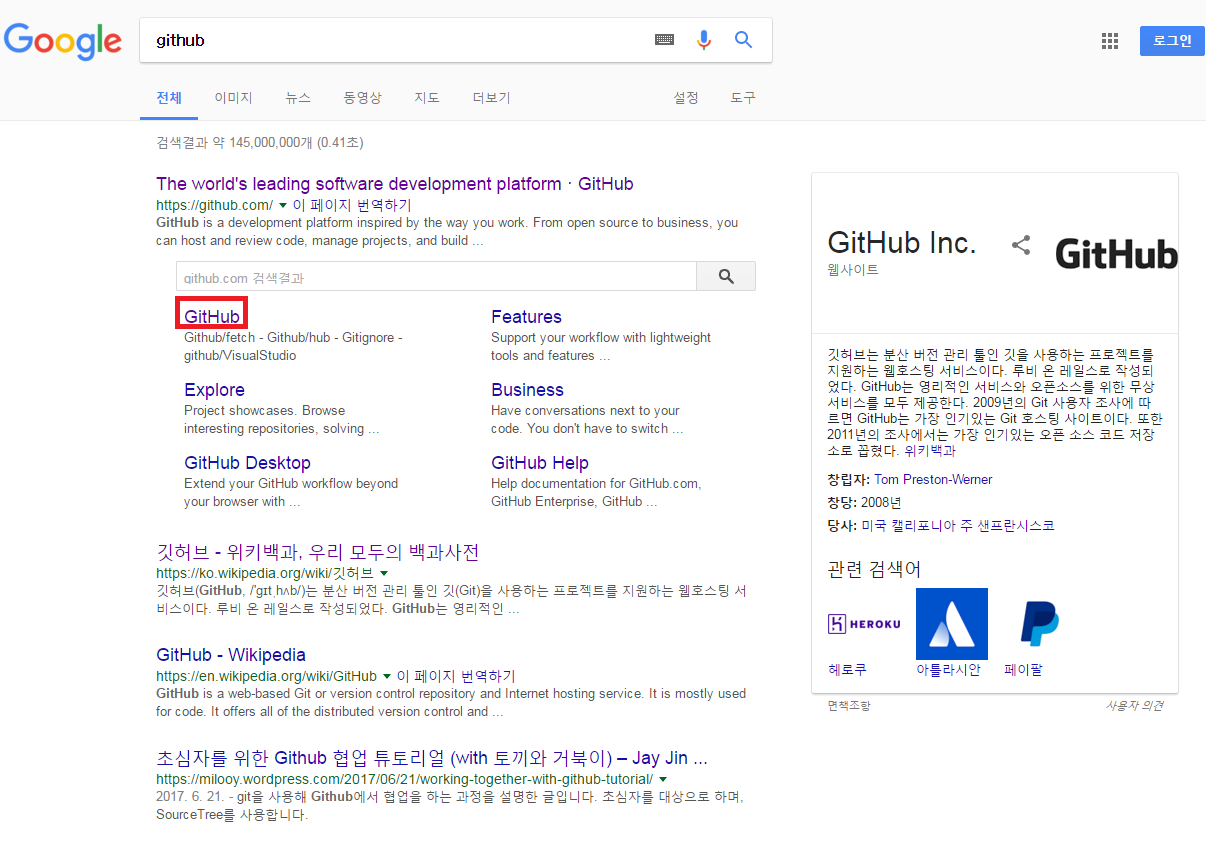 Google
github
로그인
전체 이미지 뉴스 동영상 지도 더보기 설정 도구
검색결과 약 145,000,000개 (0.41초)
The world's leading software development platform · GitHub
https://github.com/ 이 페이지 번역하기
GitHub is a development platform inspired by the way you work. From open source to business, you
can host and review code, manage projects, and build ...
github.com 검색결과
GitHub
Github/fetch - Github/hub - Gitignore -
github/VisualStudio
Features
Support your workflow with lightweight
tools and features ...
Explore
Project showcases. Browse
interesting repositories, solving ...
Business
Have conversations next to your
code. You don't have to switch ...
GitHub Desktop
Extend your GitHub workflow beyond
your browser with ...
GitHub Help
Help documentation for GitHub.com,
GitHub Enterprise, GitHub ...
깃허브 - 위키백과, 우리 모두의 백과사전
https://ko.wikipedia.org/wiki/깃허브
깃허브(GitHub, /'gɪtˌhʌb/)는 분산 버전 관리 툴인 깃(Git)을 사용하는 프로젝트를 지원하는 웹호스팅 서
비스이다. 루비 온 레일스로 작성되었다. GitHub는 영리적인 ...
GitHub - Wikipedia
https://en.wikipedia.org/wiki/GitHub 이 페이지 번역하기
GitHub is a web-based Git or version control repository and Internet hosting service. It is mostly used
for code. It offers all of the distributed version control and ...
초심자를 위한 Github 협업 튜토리얼 (with 토끼와 거북이) – Jay Jin ...
https://milooy.wordpress.com/2017/06/21/working-together-with-github-tutorial/
2017. 6. 21. - git을 사용해 Github에서 협업을 하는 과정을 설명한 글입니다. 초심자를 대상으로 하며,
SourceTree를 사용합니다.
GitHub Inc.
웹사이트
GitHub
깃허브는 분산 버전 관리 툴인 깃을 사용하는 프로젝트를
지원하는 웹호스팅 서비스이다. 루비 온 레일스로 작성되
었다. GitHub는 영리적인 서비스와 오픈소스를 위한 무상
서비스를 모두 제공한다. 2009년의 Git 사용자 조사에 따
르면 GitHub는 가장 인기있는 Git 호스팅 사이트이다. 또한
2011년의 조사에서는 가장 인기있는 오픈 소스 코드 저장
소로 꼽혔다. 위키백과
창립자: Tom Preston-Werner
창당: 2008년
당사: 미국 캘리포니아 주 샌프란시스코
관련 검색어
HEROKU
헤로쿠 아틀라시안 페이팔
면책조항 사용자 의견